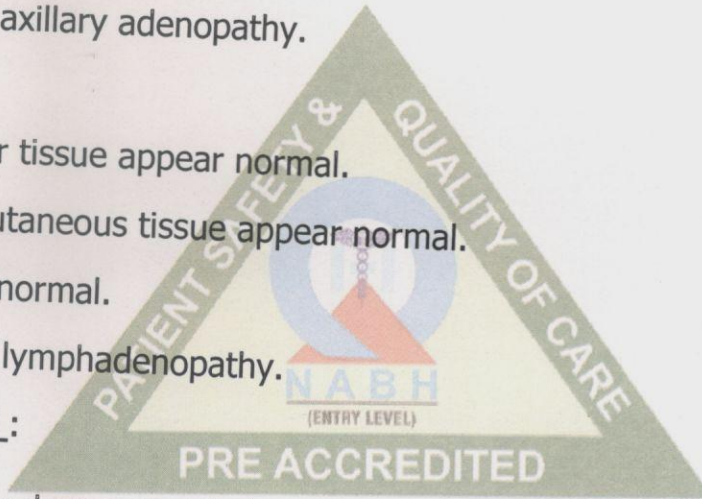 axillary adenopathy.
tissue appear normal.
utaneous tissue appear normal.
normal.
lymphadenopathy.
PATIENT SAFETY &
QUALITY OF CARE
NABH
(ENTRY LEVEL)
PRE ACCREDITED